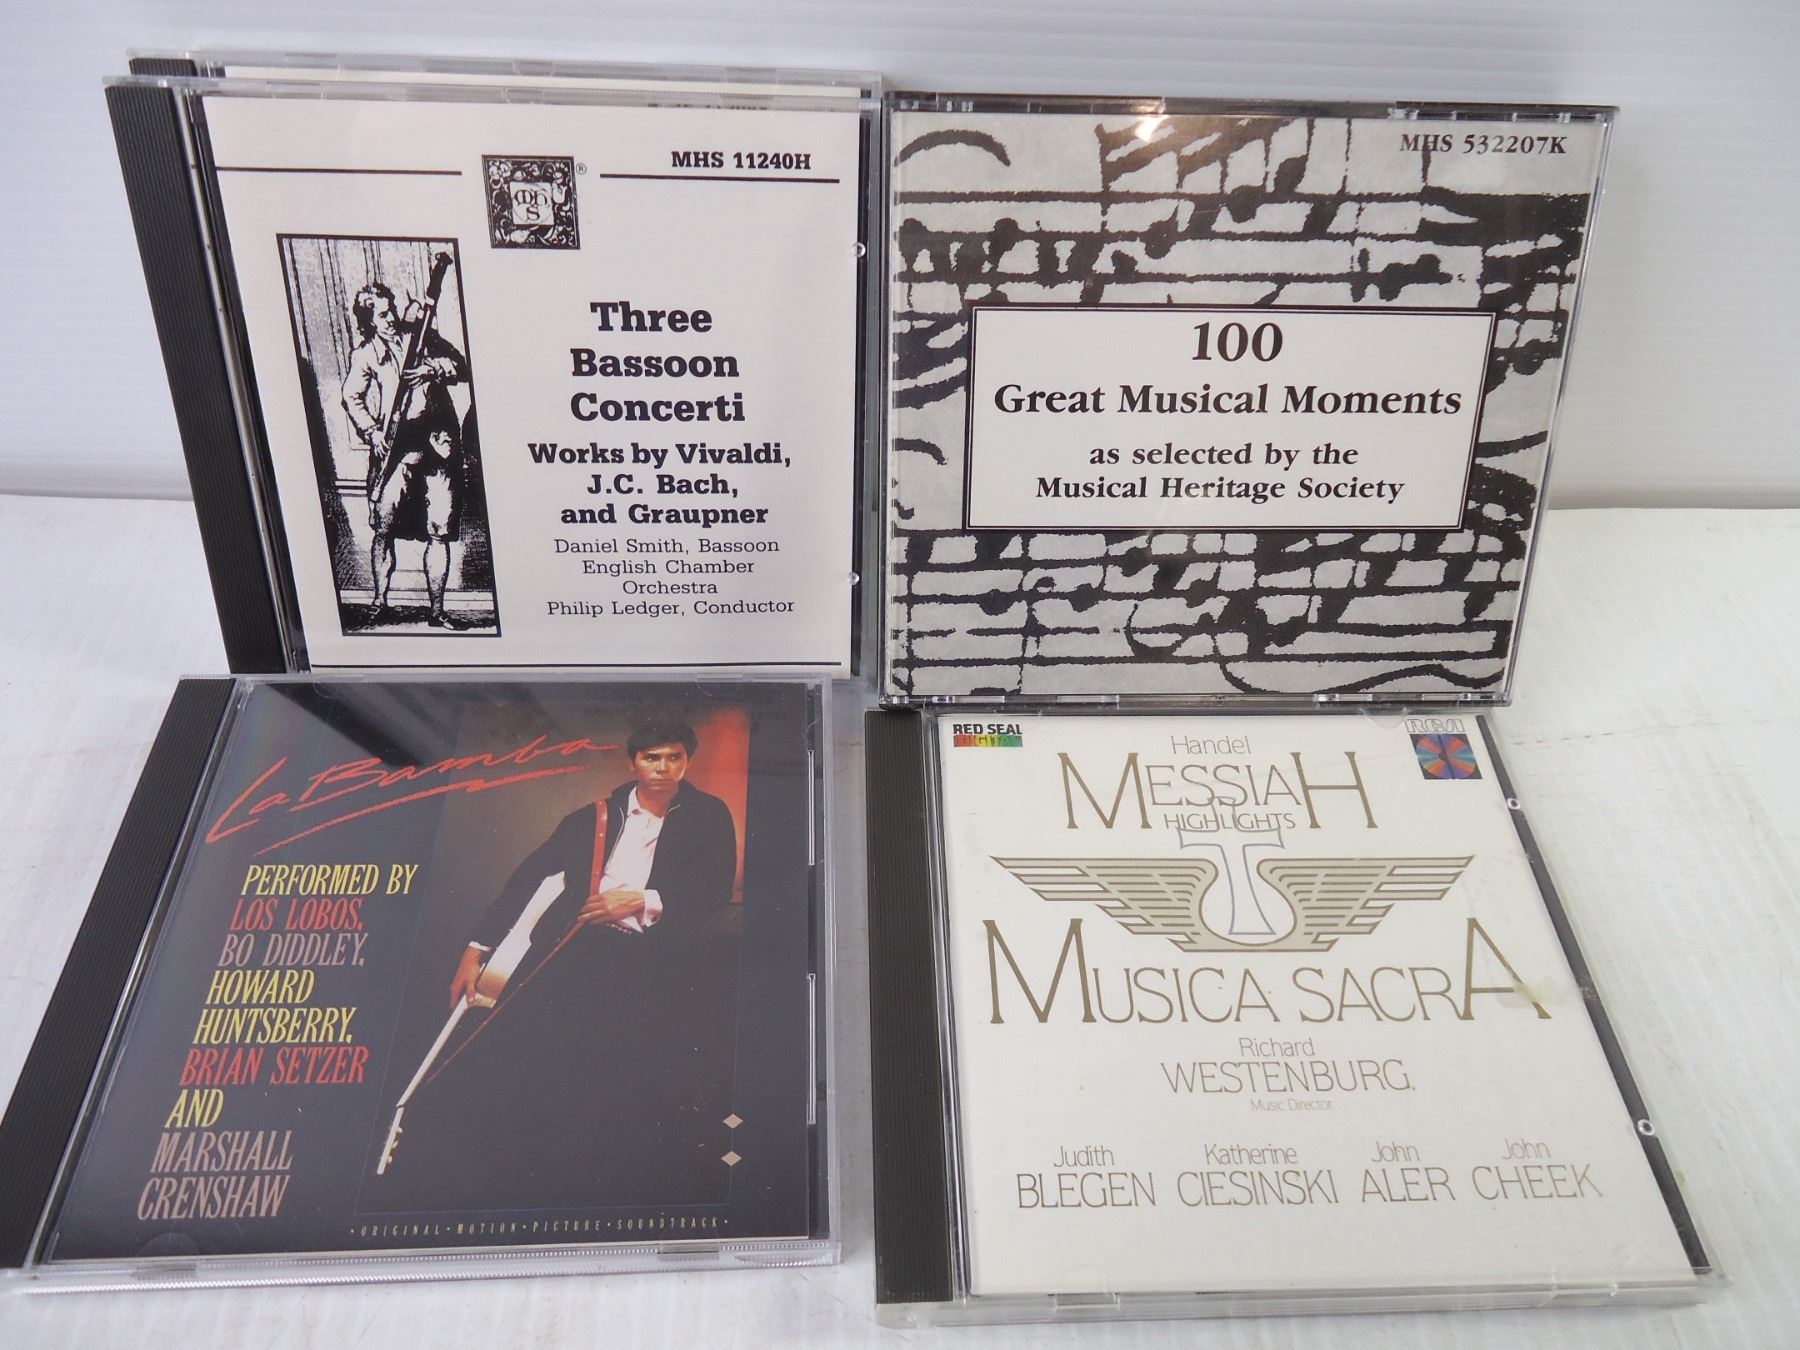 MHS 11240H
MHS
®
Three
Bassoon
Concerti
Works by Vivaldi,
J.C. Bach,
and Graupner
Daniel Smith, Bassoon
English Chamber
Orchestra
Philip Ledger, Conductor
MHS 532207K
100
Great Musical Moments
as selected by the
Musical Heritage Society
La Bamba
PERFORMED BY
LOS LOBOS,
BO DIDDLEY,
HOWARD
HUNTSBERRY,
BRIAN SETZER
AND
MARSHALL
CRENSHAW
·ORIGINAL·MOTION·PICTURE·SOUNDTRACK·
RED SEAL
DIGITAL
RCA
Handel
MESSIAH
HIGHLIGHTS
MUSICA SACRA
Richard
WESTENBURG,
Music Director
Judith
BLEGEN
Katherine
CIESINSKI
John
ALER
John
CHEEK